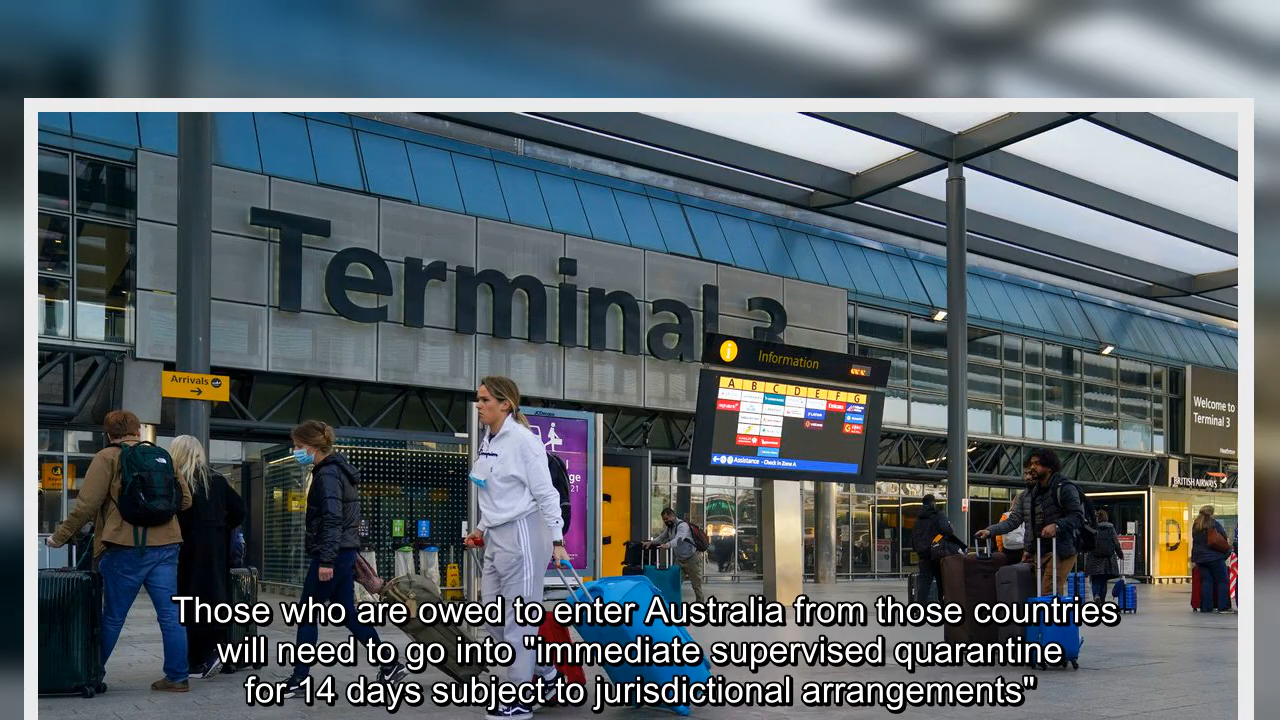 Terminal 3
Information
Arrivals
A B C D E F G
Assistance - Check in Zone A
Welcome to
Terminal 3
BRITISH AIRWAYS
D
21
Those who are owed to enter Australia from those countries
will need to go into "immediate supervised quarantine
for 14 days subject to jurisdictional arrangements"